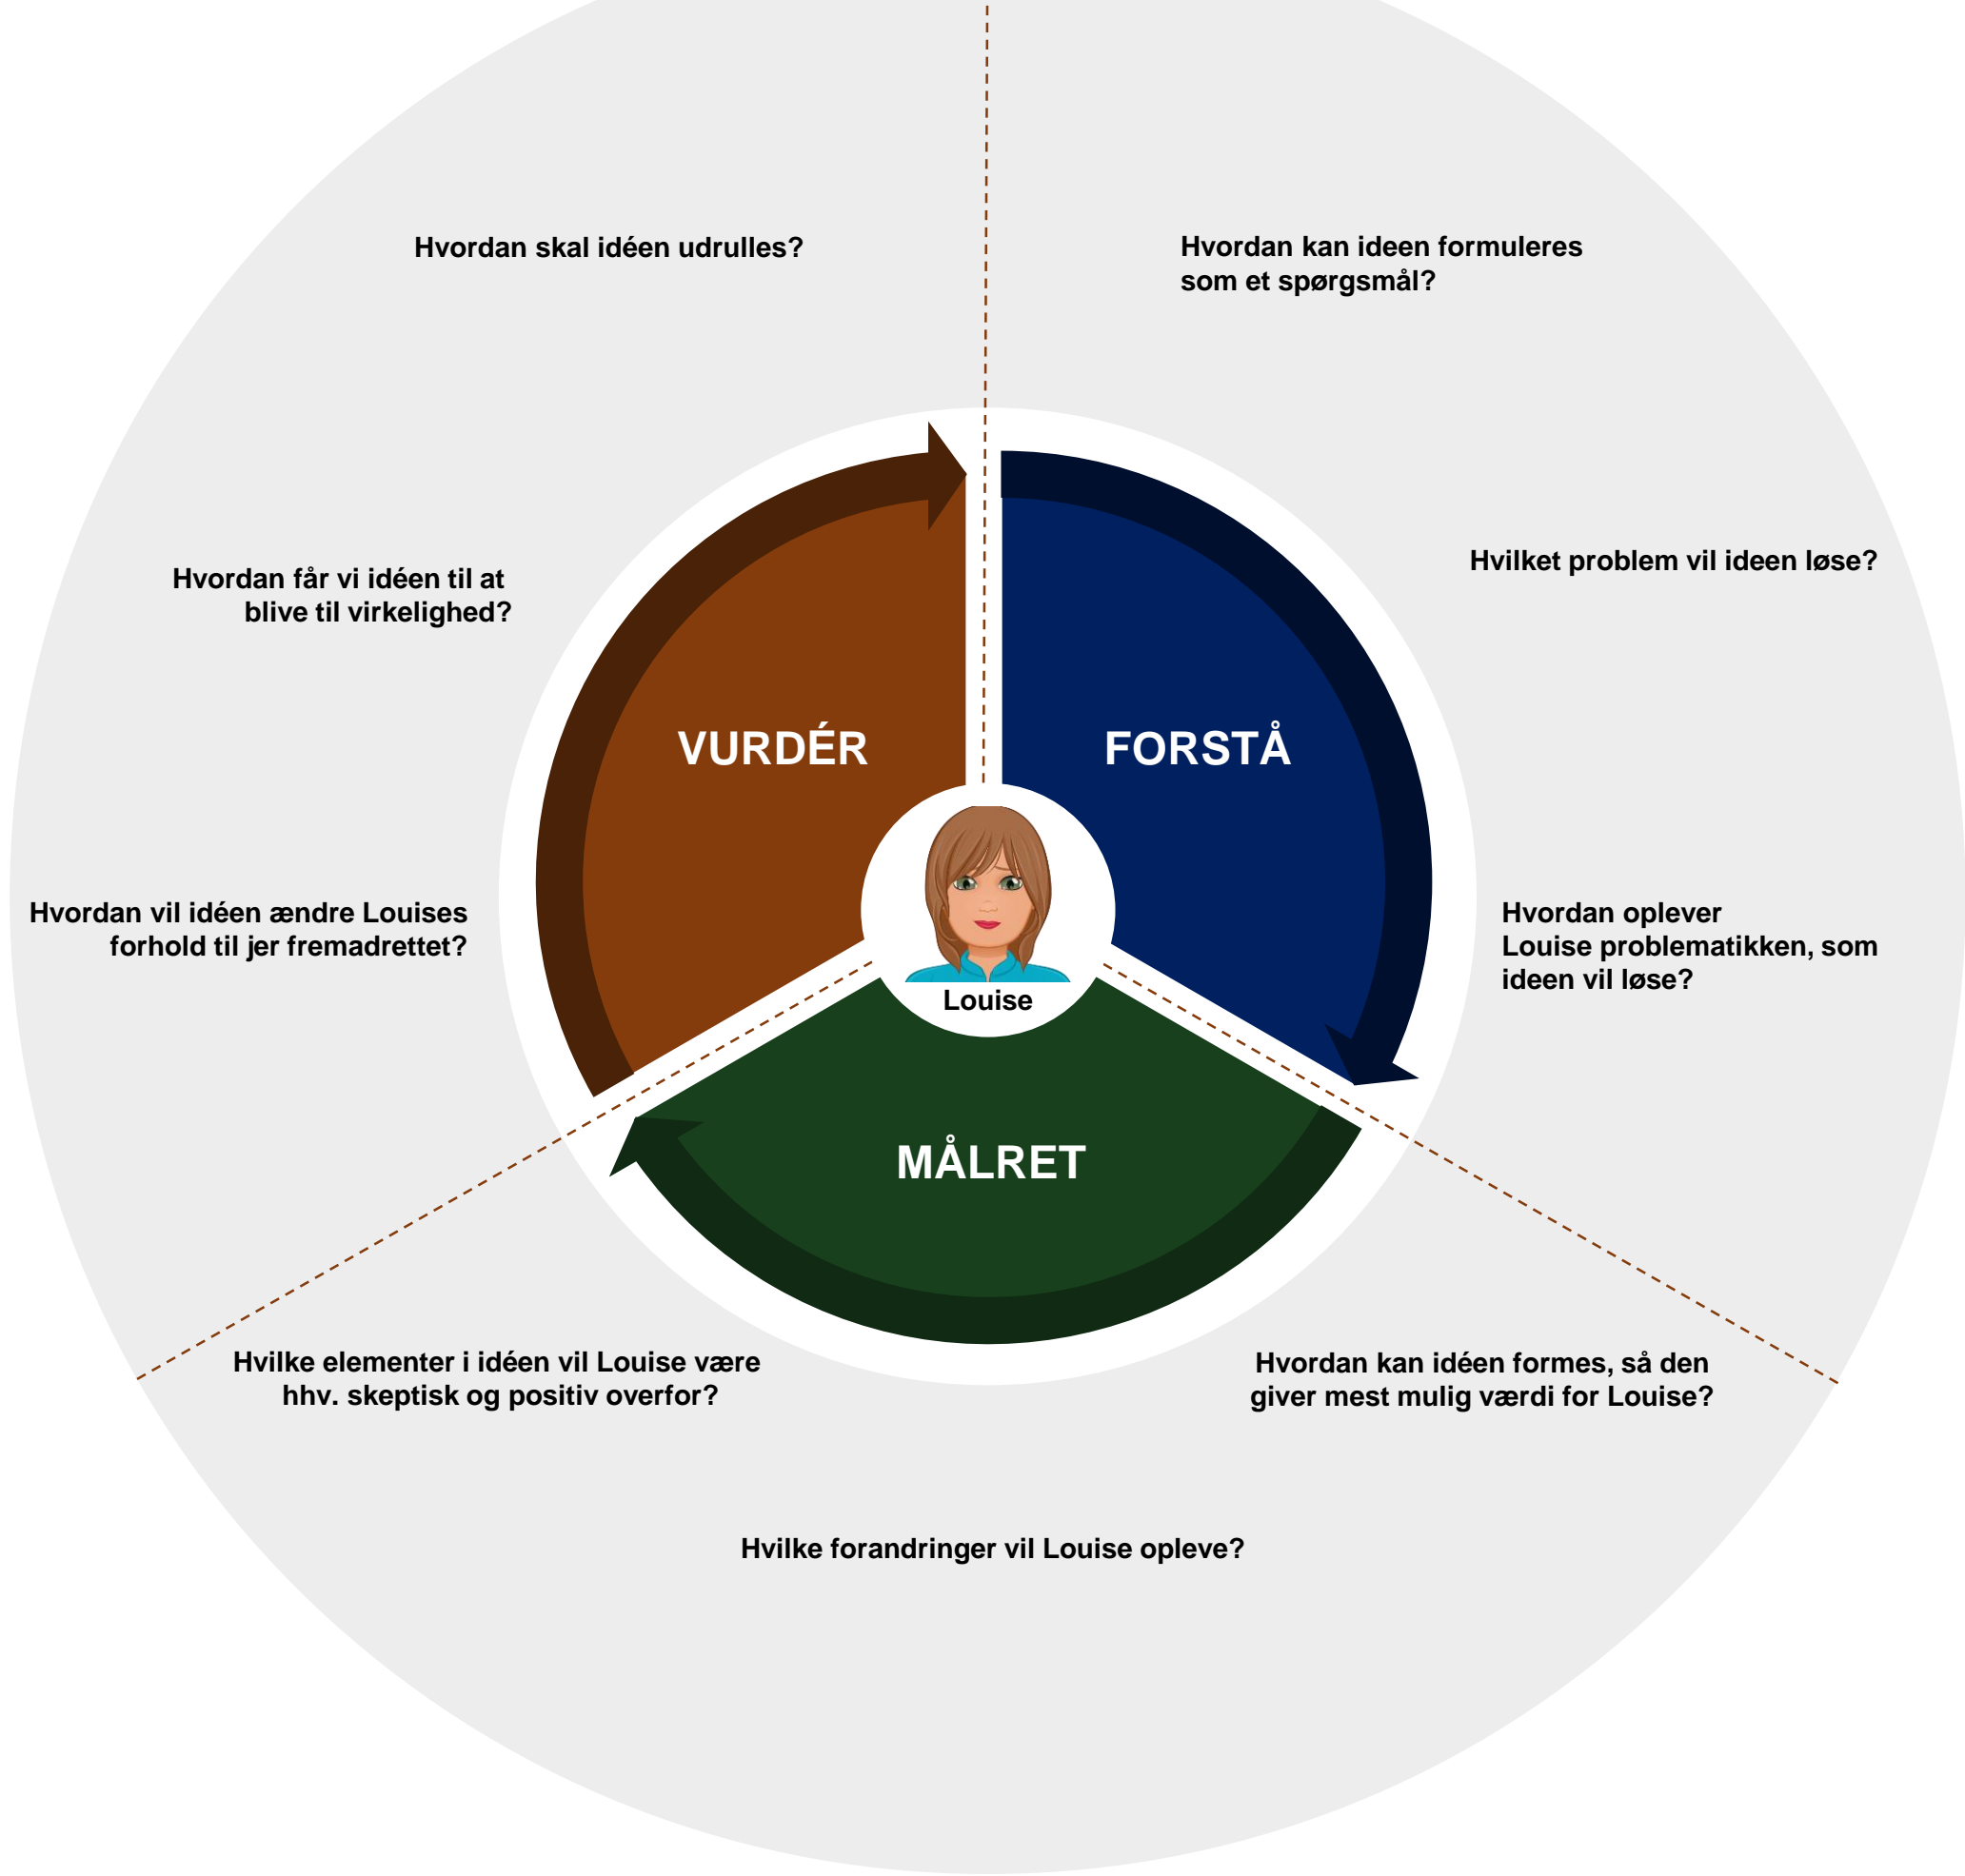 Hvordan skal idéen udrulles?
Hvordan kan ideen formuleres
som et spørgsmål?
Hvilket problem vil ideen løse?
Hvordan får vi idéen til at
blive til virkelighed?
VURDÉR
FORSTÅ
Hvordan vil idéen ændre Louises
forhold til jer fremadrettet?
Hvordan oplever
Louise problematikken, som
ideen vil løse?
Louise
MÅLRET
Hvilke elementer i idéen vil Louise være
hhv. skeptisk og positiv overfor?
Hvordan kan idéen formes, så den
giver mest mulig værdi for Louise?
Hvilke forandringer vil Louise opleve?